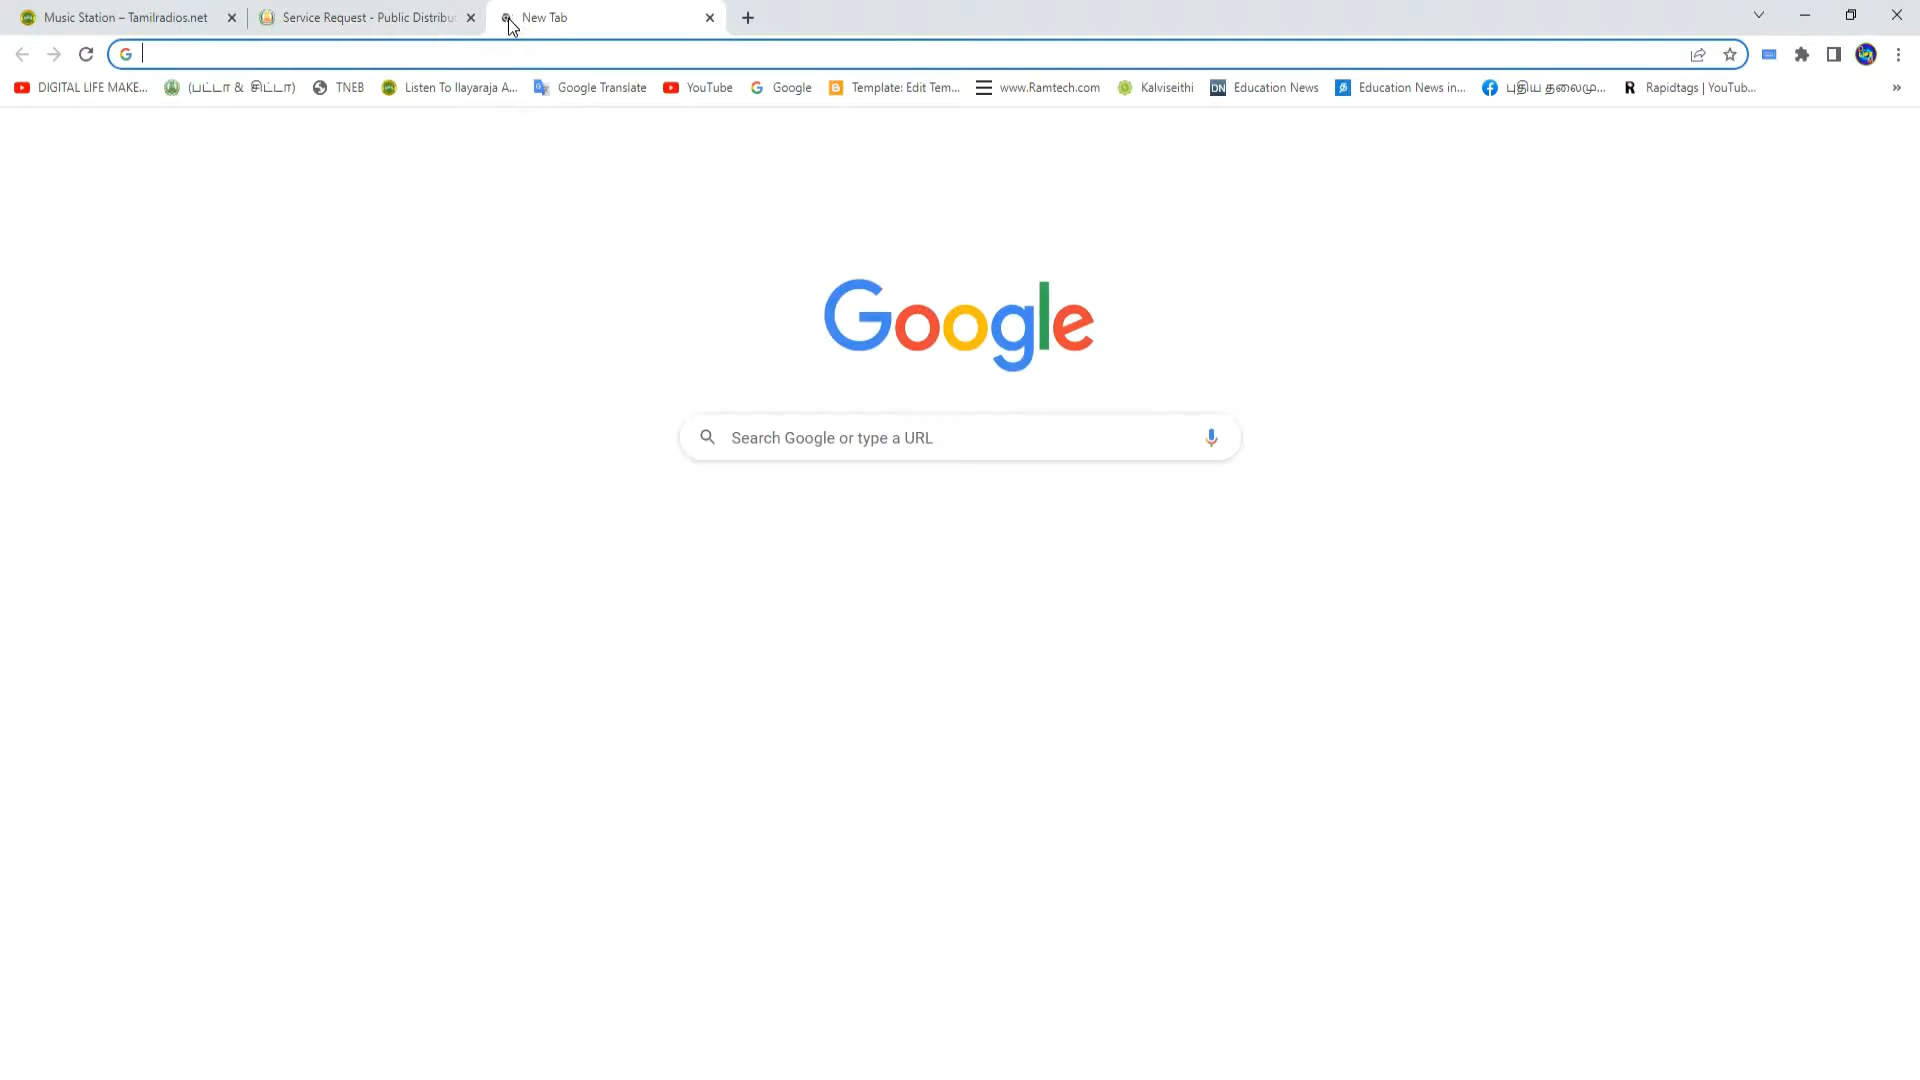 Music Station – Tamilradios.net
Service Request - Public Distribut
New Tab
DIGITAL LIFE MAKE...
(பட்டா & சிட்டா)
TNEB
Listen To Ilayaraja A...
Google Translate
YouTube
Google
Template: Edit Tem...
www.Ramtech.com
Kalviseithi
DN
Education News
Education News in...
புதிய தலைமு...
R
Rapidtags | YouTub...
Google
Search Google or type a URL